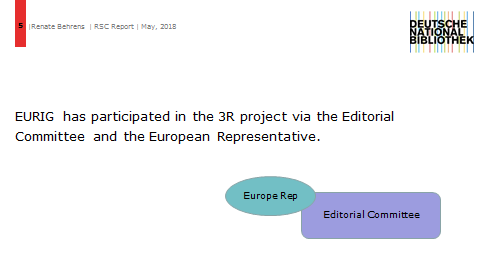 5 |Renate Behrens | RSC Report | May, 2018
DEUTSCHE
NATIONAL
BIBLIOTHEK
EURIG has participated in the 3R project via the Editorial
Committee and the European Representative.
Europe Rep
Editorial Committee